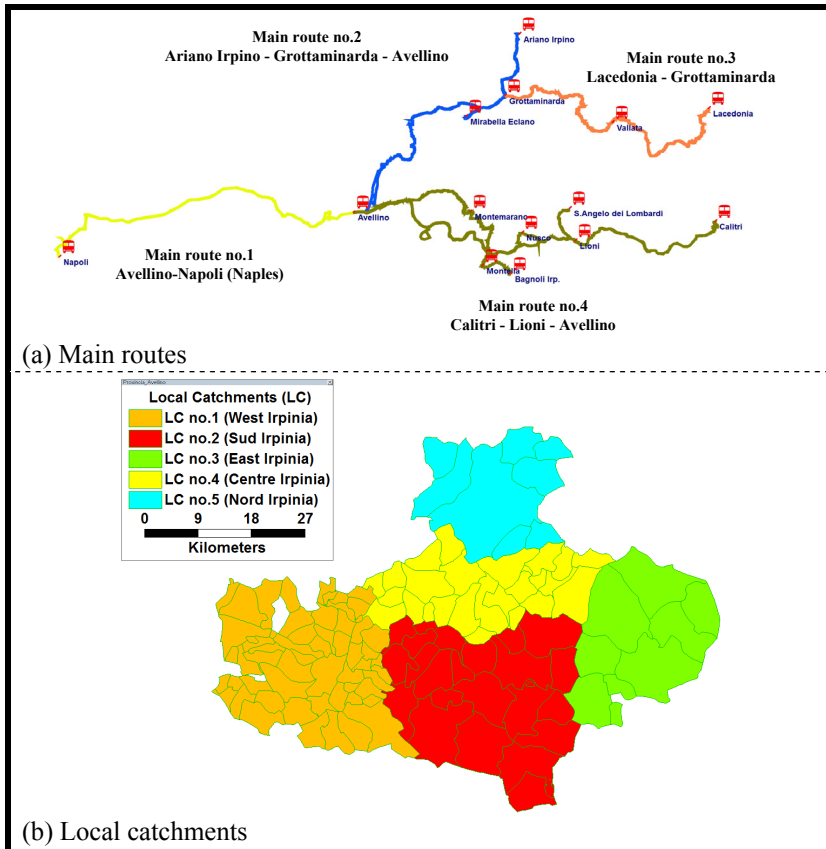 Main route no.2
Ariano Irpino - Grottaminarda - Avellino
Ariano Irpino
Main route no.3
Lacedonia - Grottaminarda
Grottaminarda
Mirabella Eclano
Vallata
Lacedonia
Avellino
Montemarano
S.Angelo dei Lombardi
Nusco
Lioni
Calitri
Napoli
Montella
Bagnoli Irp.
Main route no.1
Avellino-Napoli (Naples)
Main route no.4
Calitri - Lioni - Avellino
(a) Main routes
Provincia_Avellino
Local Catchments (LC)
LC no.1 (West Irpinia)
LC no.2 (Sud Irpinia)
LC no.3 (East Irpinia)
LC no.4 (Centre Irpinia)
LC no.5 (Nord Irpinia)
0 9 18 27
Kilometers
(b) Local catchments